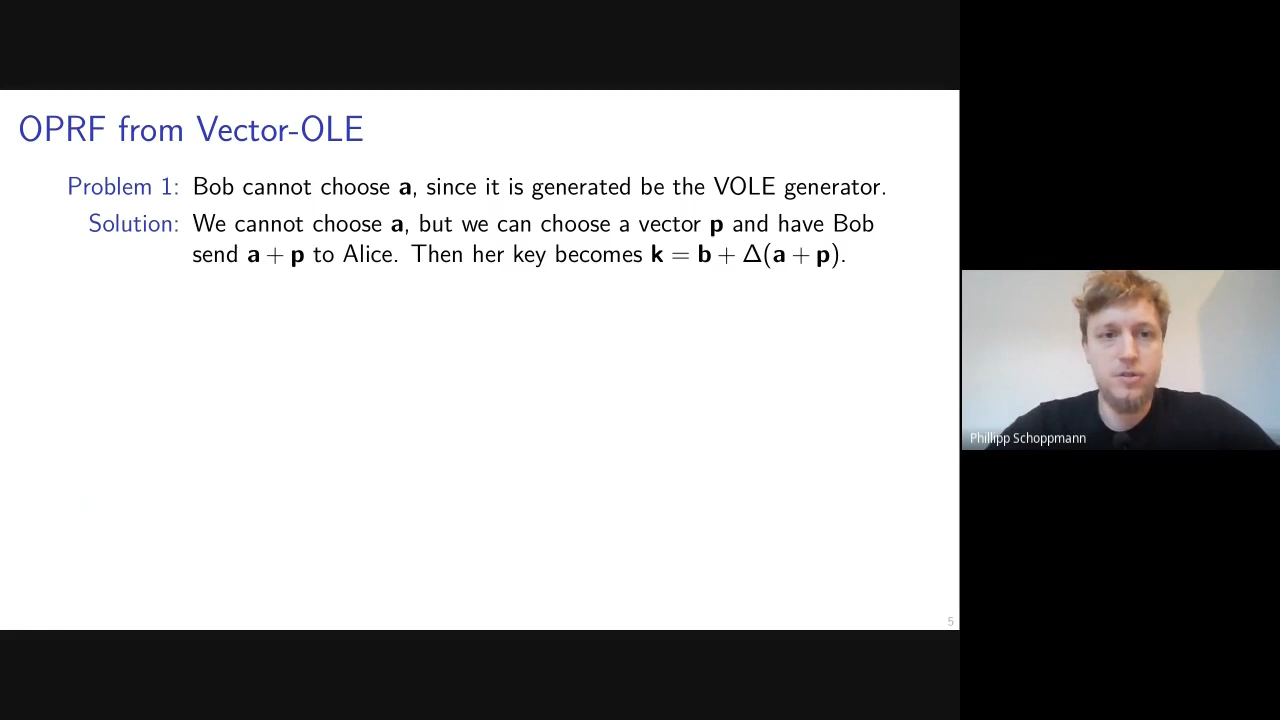 OPRF from Vector-OLE
Problem 1: Bob cannot choose a, since it is generated be the VOLE generator.
Solution: We cannot choose a, but we can choose a vector p and have Bob
send a + p to Alice. Then her key becomes k = b + Δ(a + p).
Phillipp Schoppmann
5